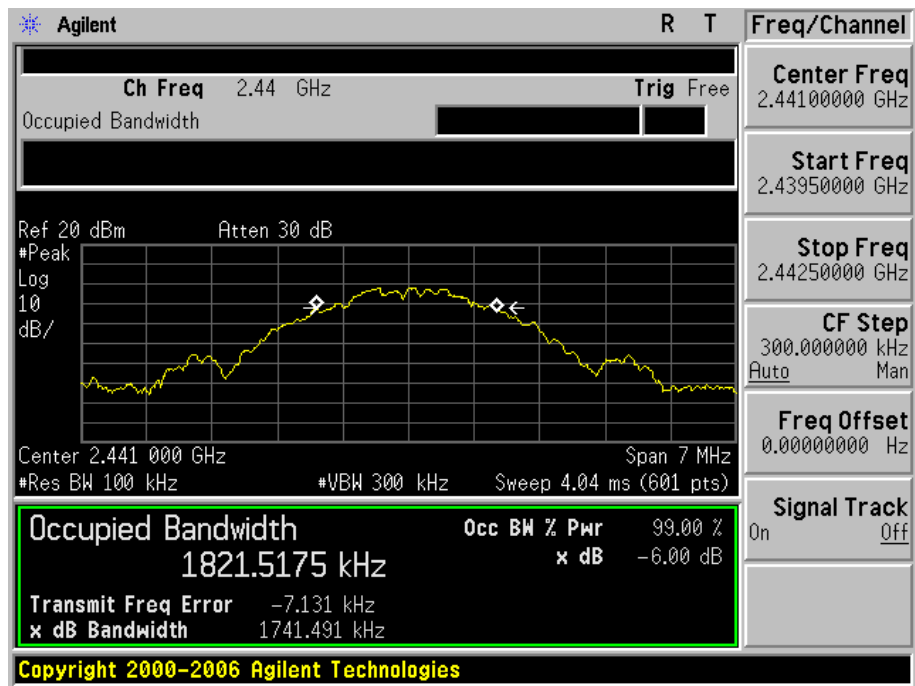 Agilent R T
Freq/Channel
Ch Freq 2.44 GHz Trig Free
Occupied Bandwidth
Center Freq
2.44100000 GHz
Start Freq
2.43950000 GHz
Stop Freq
2.44250000 GHz
CF Step
300.000000 kHz
Auto Man
Freq Offset
0.00000000 Hz
Signal Track
On Off
Ref 20 dBm Atten 30 dB
#Peak
Log
10
dB/
Center 2.441 000 GHz Span 7 MHz
#Res BW 100 kHz #VBW 300 kHz Sweep 4.04 ms (601 pts)
Occupied Bandwidth Occ BW % Pwr 99.00 %
1821.5175 kHz x dB -6.00 dB
Transmit Freq Error -7.131 kHz
x dB Bandwidth 1741.491 kHz
Copyright 2000-2006 Agilent Technologies